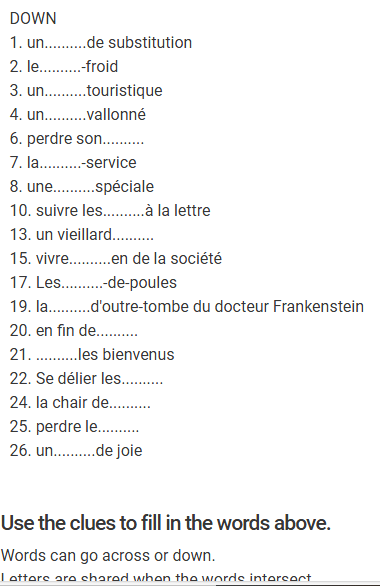 DOWN
1. un..........de substitution
2. le..........-froid
3. un..........touristique
4. un..........vallonné
6. perdre son..........
7. la..........-service
8. une..........spéciale
10. suivre les..........à la lettre
13. un vieillard..........
15. vivre..........en de la société
17. Les..........-de-poules
19. la..........d'outre-tombe du docteur Frankenstein
20. en fin de..........
21. ..........les bienvenus
22. Se délier les..........
24. la chair de..........
25. perdre le..........
26. un..........de joie
Use the clues to fill in the words above.
Words can go across or down.
Letters are shared when the words intersect.